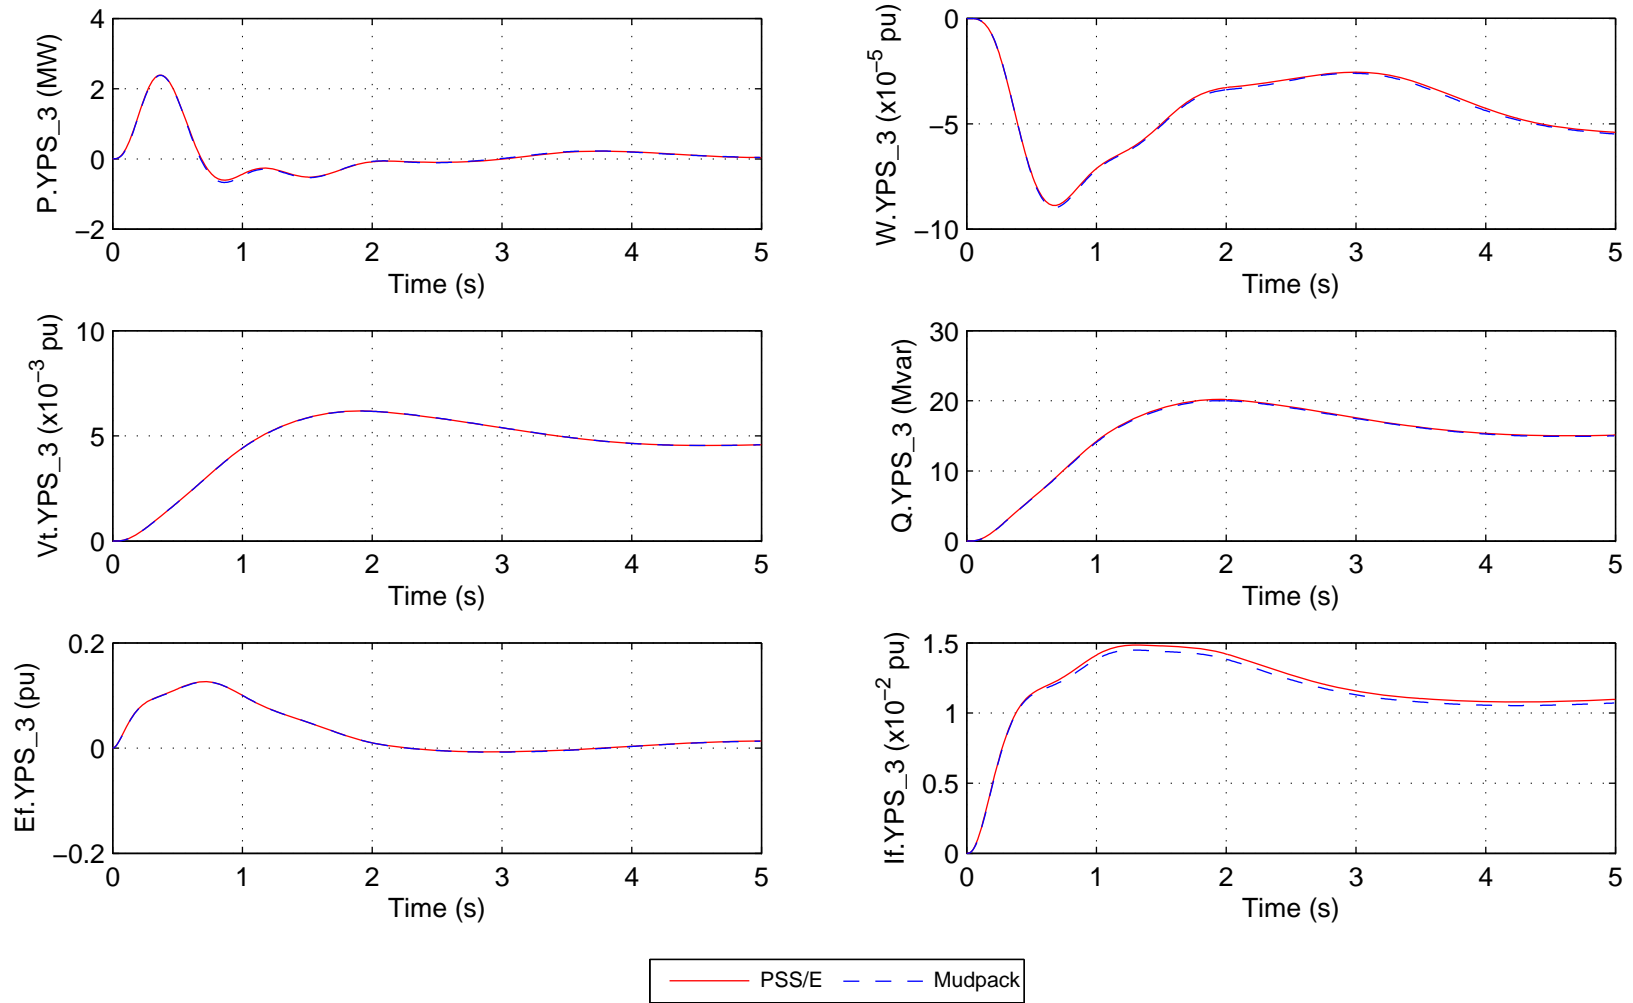 4
2
0
−2
P.YPS_3 (MW)
0 1 2 3 4 5
Time (s)
0
−5
−10
W.YPS_3 (x10⁻⁵ pu)
0 1 2 3 4 5
Time (s)
10
5
0
Vt.YPS_3 (x10⁻³ pu)
0 1 2 3 4 5
Time (s)
30
20
10
0
Q.YPS_3 (Mvar)
0 1 2 3 4 5
Time (s)
0.2
0
−0.2
Ef.YPS_3 (pu)
0 1 2 3 4 5
Time (s)
1.5
1
0.5
0
If.YPS_3 (x10⁻² pu)
0 1 2 3 4 5
Time (s)
PSS/E Mudpack